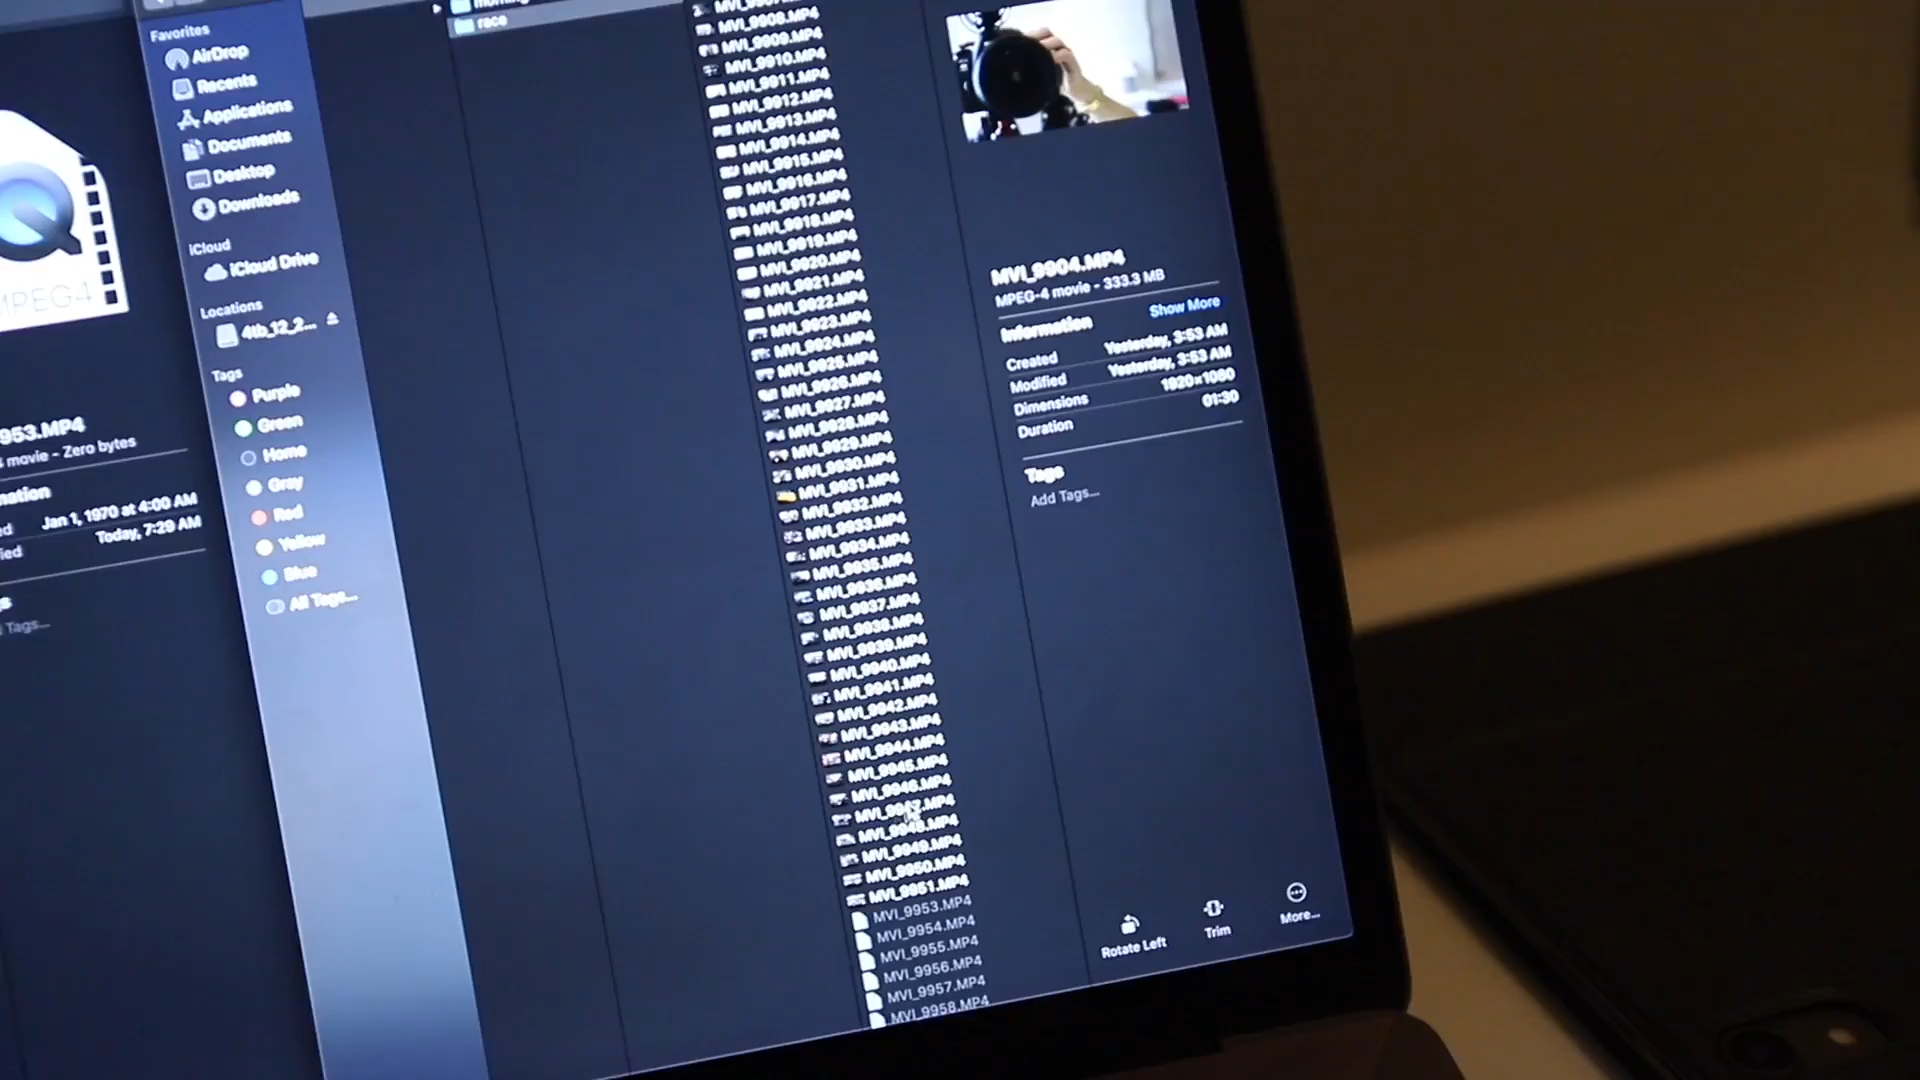 MPEG4
953.MP4
movie - Zero bytes
Jan 1, 1970 at 4:00 AM
Today, 7:29 AM
Tags...
Favorites
AirDrop
Recents
Applications
Documents
Desktop
Downloads
iCloud
iCloud Drive
Locations
4tb_12_2...
Tags
Purple
Green
Home
Gray
Red
Yellow
Blue
All Tags...
race
MVI_9908.MP4
MVI_9909.MP4
MVI_9910.MP4
MVI_9911.MP4
MVI_9912.MP4
MVI_9913.MP4
MVI_9914.MP4
MVI_9915.MP4
MVI_9916.MP4
MVI_9917.MP4
MVI_9918.MP4
MVI_9919.MP4
MVI_9920.MP4
MVI_9921.MP4
MVI_9922.MP4
MVI_9923.MP4
MVI_9924.MP4
MVI_9925.MP4
MVI_9926.MP4
MVI_9927.MP4
MVI_9928.MP4
MVI_9929.MP4
MVI_9930.MP4
MVI_9931.MP4
MVI_9932.MP4
MVI_9933.MP4
MVI_9934.MP4
MVI_9935.MP4
MVI_9936.MP4
MVI_9937.MP4
MVI_9938.MP4
MVI_9939.MP4
MVI_9940.MP4
MVI_9941.MP4
MVI_9942.MP4
MVI_9943.MP4
MVI_9944.MP4
MVI_9945.MP4
MVI_9946.MP4
MVI_9947.MP4
MVI_9948.MP4
MVI_9949.MP4
MVI_9950.MP4
MVI_9951.MP4
MVI_9953.MP4
MVI_9954.MP4
MVI_9955.MP4
MVI_9956.MP4
MVI_9957.MP4
MVI_9958.MP4
MVI_9904.MP4
MPEG-4 movie - 333.3 MB
Information Show More
Created Yesterday, 3:53 AM
Modified Yesterday, 3:53 AM
Dimensions 1920×1080
Duration 01:30
Tags
Add Tags...
Rotate Left
Trim
More...